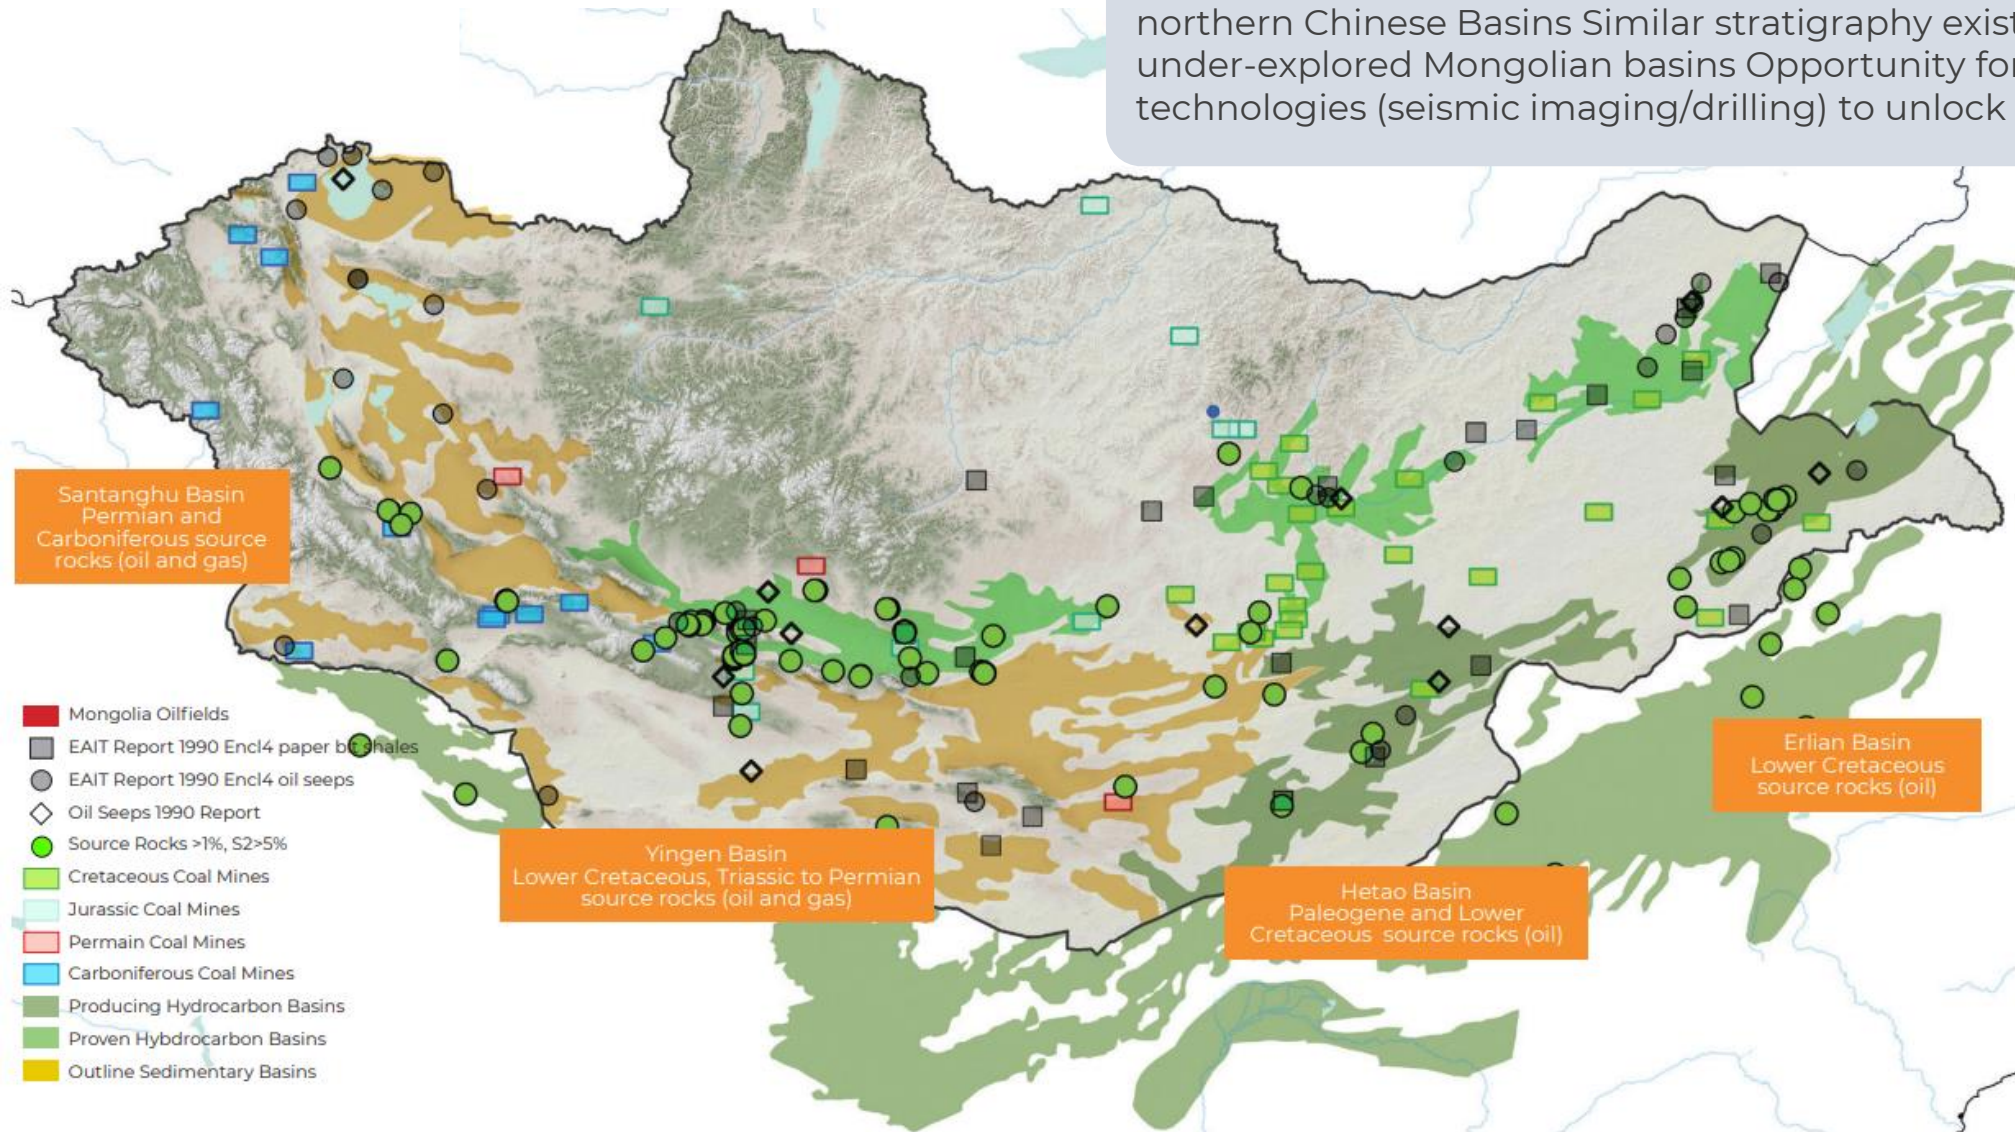 northern Chinese Basins Similar stratigraphy exist
under-explored Mongolian basins Opportunity for
technologies (seismic imaging/drilling) to unlock
Santanghu Basin
Permian and
Carboniferous source
rocks (oil and gas)
Mongolia Oilfields
EAIT Report 1990 Encl4 paper bit shales
EAIT Report 1990 Encl4 oil seeps
Oil Seeps 1990 Report
Source Rocks >1%, S2>5%
Cretaceous Coal Mines
Jurassic Coal Mines
Permain Coal Mines
Carboniferous Coal Mines
Producing Hydrocarbon Basins
Proven Hybdrocarbon Basins
Outline Sedimentary Basins
Yingen Basin
Lower Cretaceous, Triassic to Permian
source rocks (oil and gas)
Hetao Basin
Paleogene and Lower
Cretaceous source rocks (oil)
Erlian Basin
Lower Cretaceous
source rocks (oil)